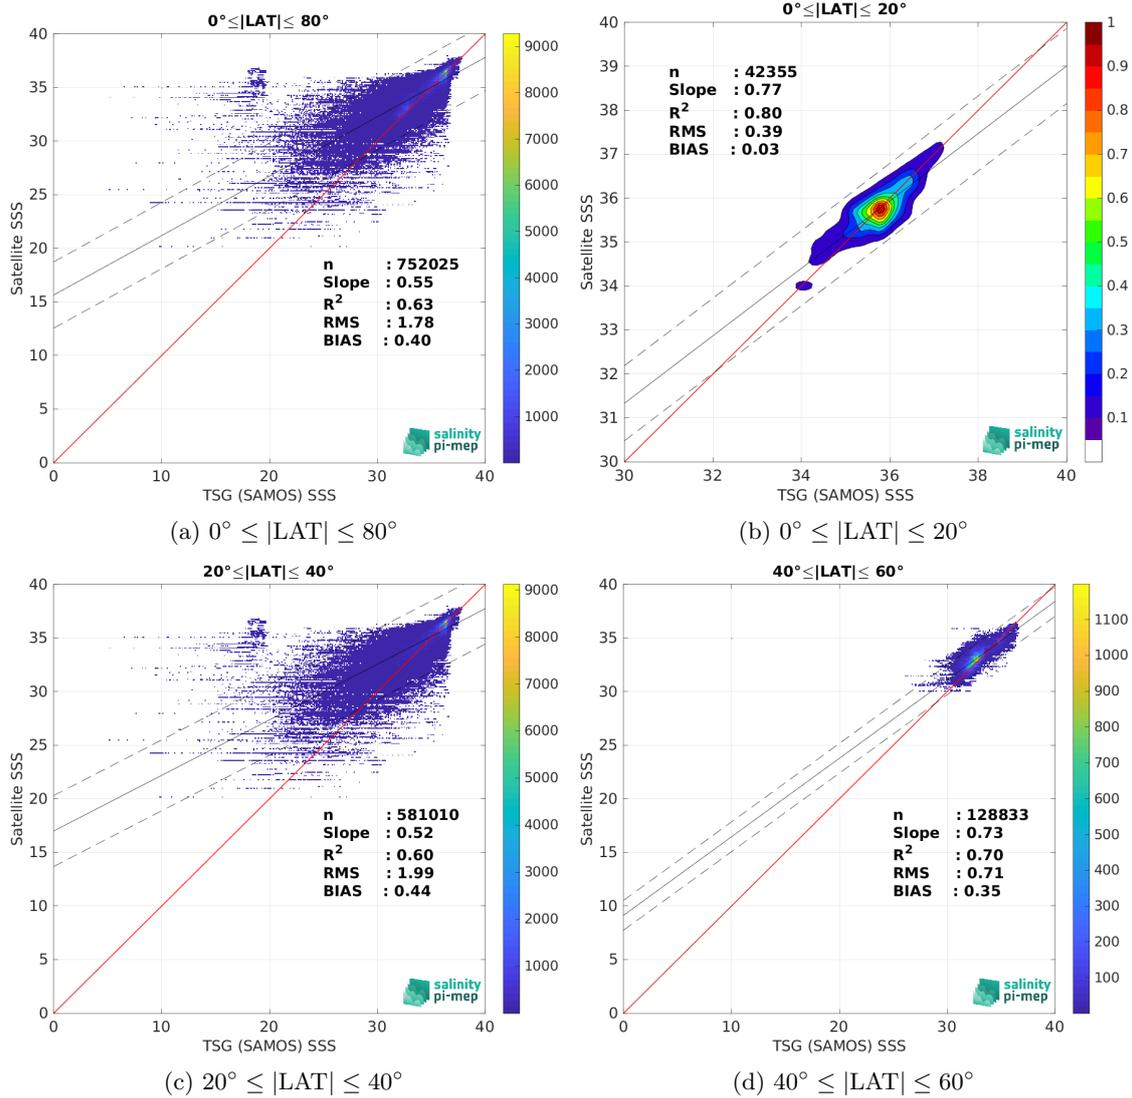 0°≤|LAT|≤ 80°
40
35
30
25
20
15
10
5
0
Satellite SSS
n : 752025
Slope : 0.55
R² : 0.63
RMS : 1.78
BIAS : 0.40
salinity
pi-mep
0 10 20 30 40
TSG (SAMOS) SSS
9000
8000
7000
6000
5000
4000
3000
2000
1000
(a) 0° ≤ |LAT| ≤ 80°
0°≤|LAT|≤ 20°
40
39
38
37
36
35
34
33
32
31
30
Satellite SSS
n : 42355
Slope : 0.77
R² : 0.80
RMS : 0.39
BIAS : 0.03
salinity
pi-mep
30 32 34 36 38 40
TSG (SAMOS) SSS
1
0.9
0.8
0.7
0.6
0.5
0.4
0.3
0.2
0.1
(b) 0° ≤ |LAT| ≤ 20°
20°≤|LAT|≤ 40°
40
35
30
25
20
15
10
5
0
Satellite SSS
n : 581010
Slope : 0.52
R² : 0.60
RMS : 1.99
BIAS : 0.44
salinity
pi-mep
0 10 20 30 40
TSG (SAMOS) SSS
9000
8000
7000
6000
5000
4000
3000
2000
1000
(c) 20° ≤ |LAT| ≤ 40°
40°≤|LAT|≤ 60°
40
35
30
25
20
15
10
5
0
Satellite SSS
n : 128833
Slope : 0.73
R² : 0.70
RMS : 0.71
BIAS : 0.35
salinity
pi-mep
0 10 20 30 40
TSG (SAMOS) SSS
1100
1000
900
800
700
600
500
400
300
200
100
(d) 40° ≤ |LAT| ≤ 60°